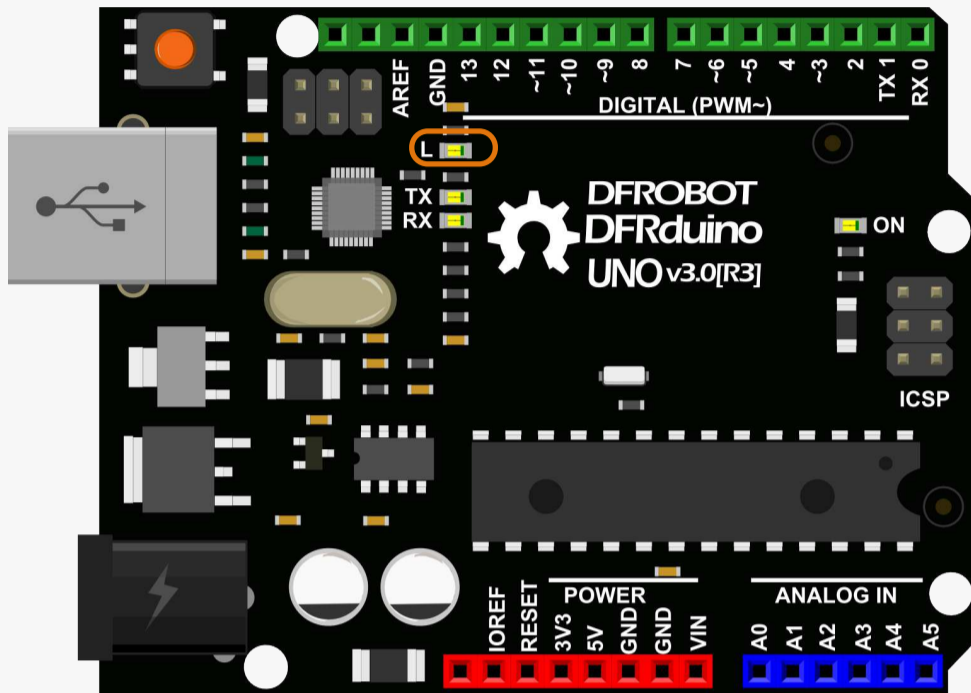 AREF
GND
13
12
~11
~10
~9
8
7
~6
~5
4
~3
2
TX 1
RX 0
DIGITAL (PWM~)
L
TX
RX
DFROBOT
DFRduino
UNO v3.0[R3]
ON
ICSP
POWER
ANALOG IN
IOREF
RESET
3V3
5V
GND
GND
VIN
A0
A1
A2
A3
A4
A5